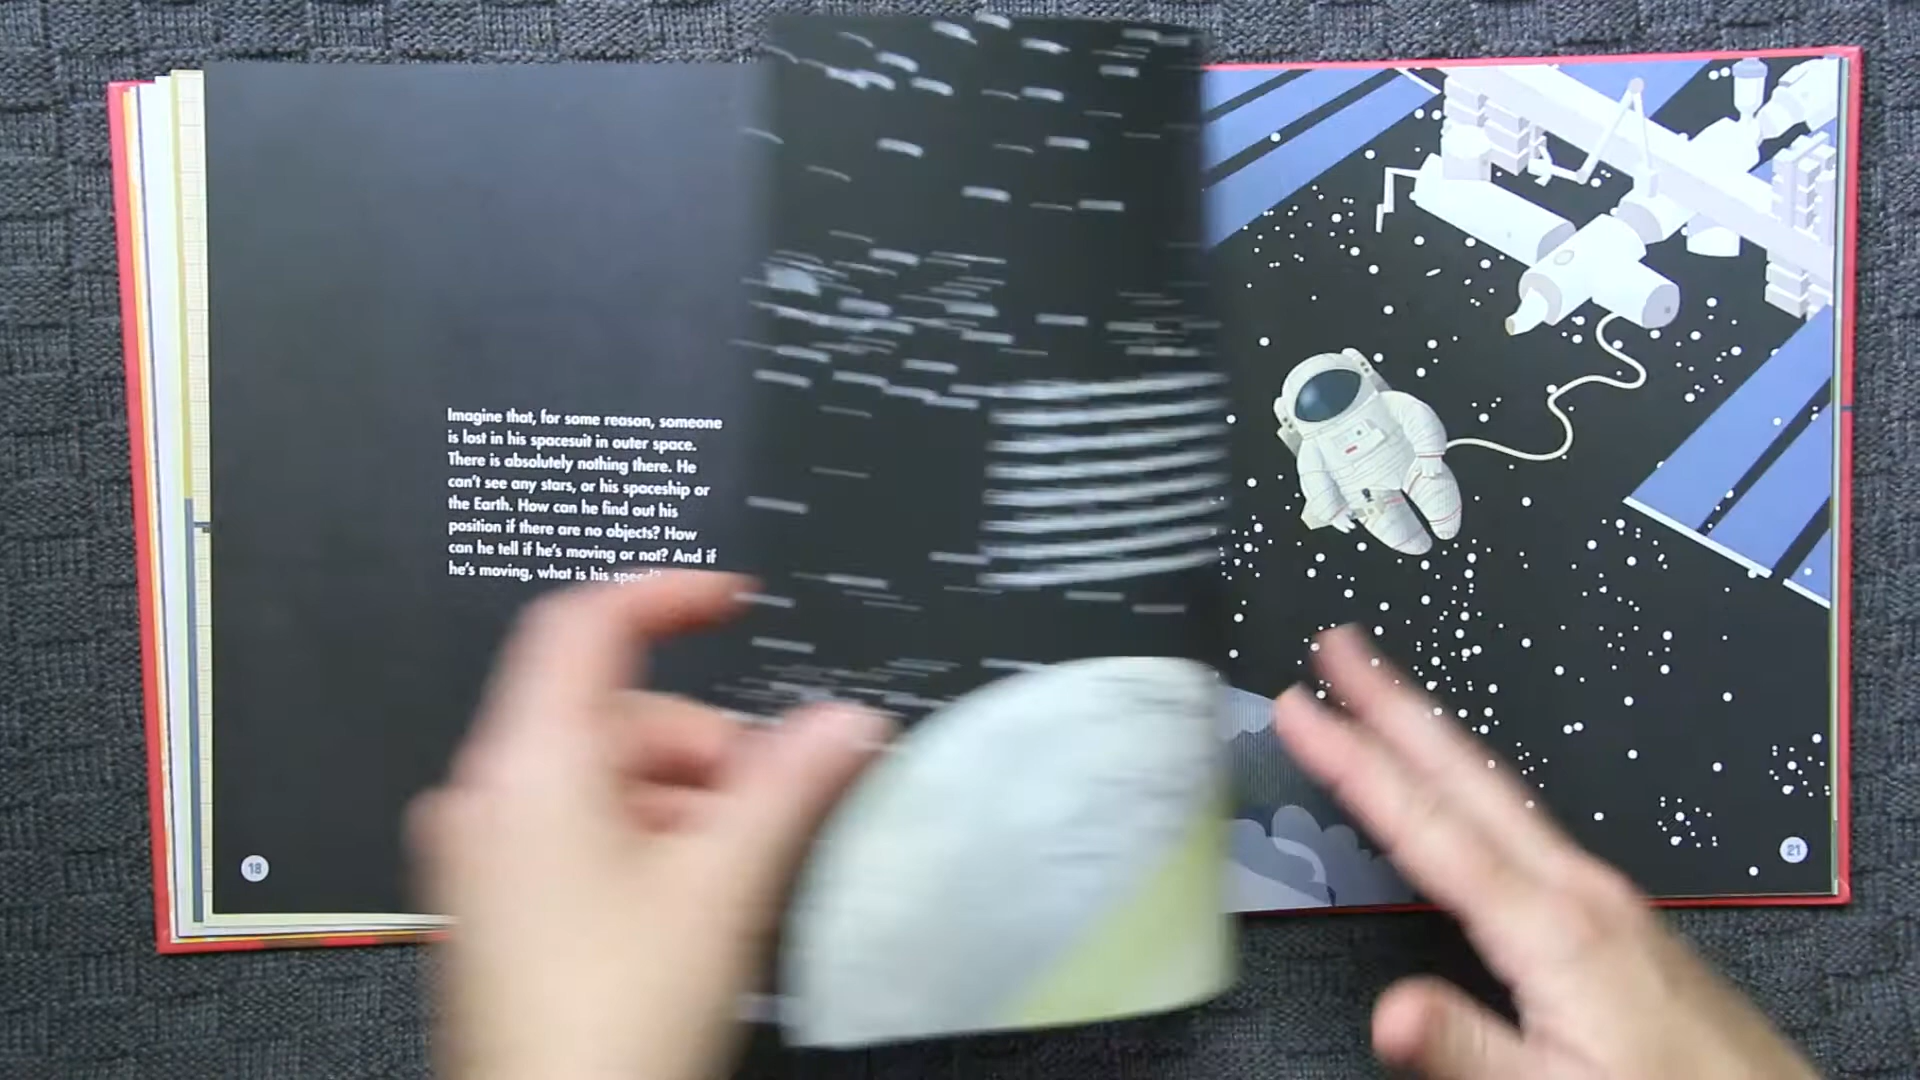 Imagine that, for some reason, someone
is lost in his spacesuit in outer space.
There is absolutely nothing there. He
can't see any stars, or his spaceship or
the Earth. How can he find out his
position if there are no objects? How
can he tell if he's moving or not? And if
he's moving, what is his speed?
18
21